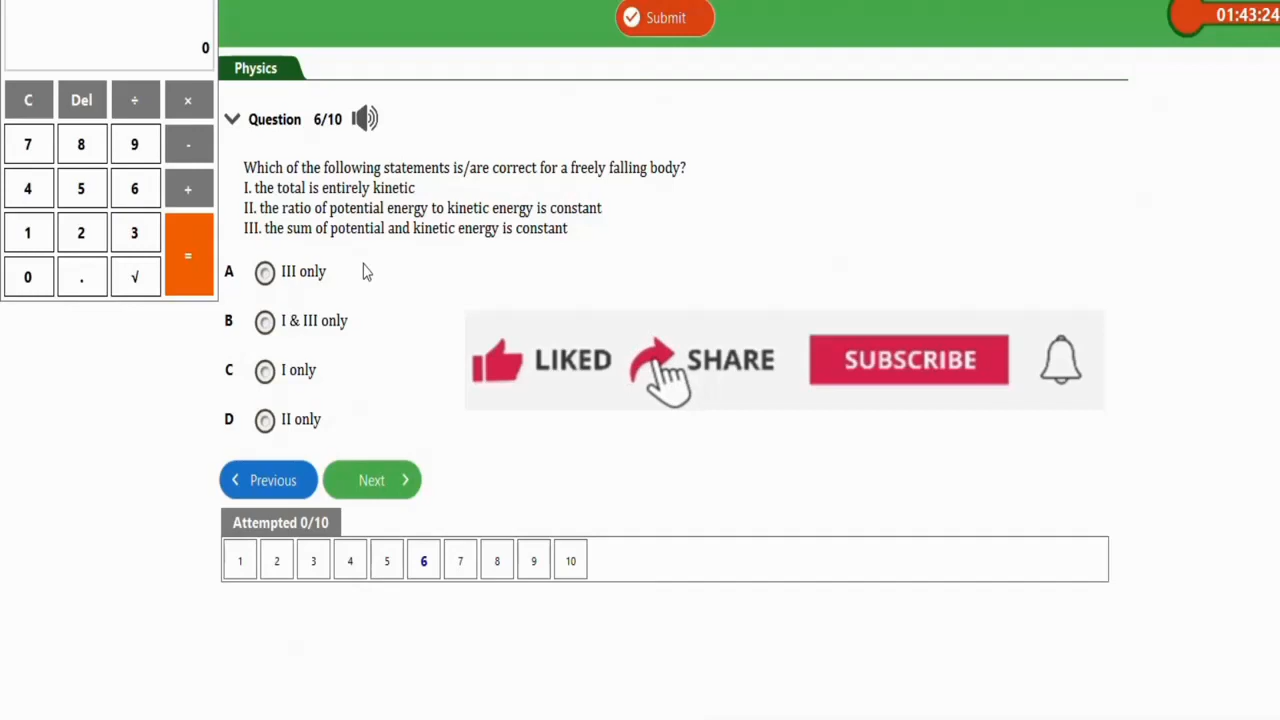 Submit
01:43:24
0
Physics
C Del ÷ ×
7 8 9 -
4 5 6 +
1 2 3 =
0 . √
Question 6/10
Which of the following statements is/are correct for a freely falling body?
I. the total is entirely kinetic
II. the ratio of potential energy to kinetic energy is constant
III. the sum of potential and kinetic energy is constant
A III only
B I & III only
C I only
D II only
LIKED SHARE SUBSCRIBE
Previous Next
Attempted 0/10
1 2 3 4 5 6 7 8 9 10